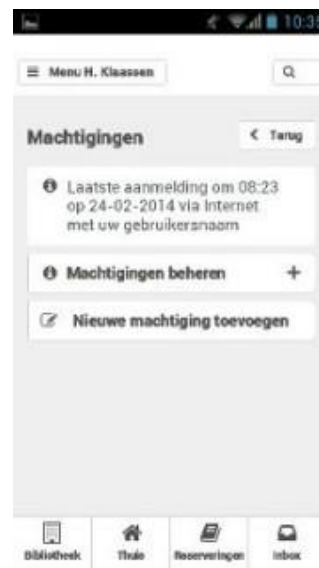 10:35
Menu H. Klaassen
Machtigingen
Terug
Laatste aanmelding om 08:23
op 24-02-2014 via Internet
met uw gebruikersnaam
Machtigingen beheren +
Nieuwe machtiging toevoegen
Bibliotheek Thuis Reserveringen Inbox